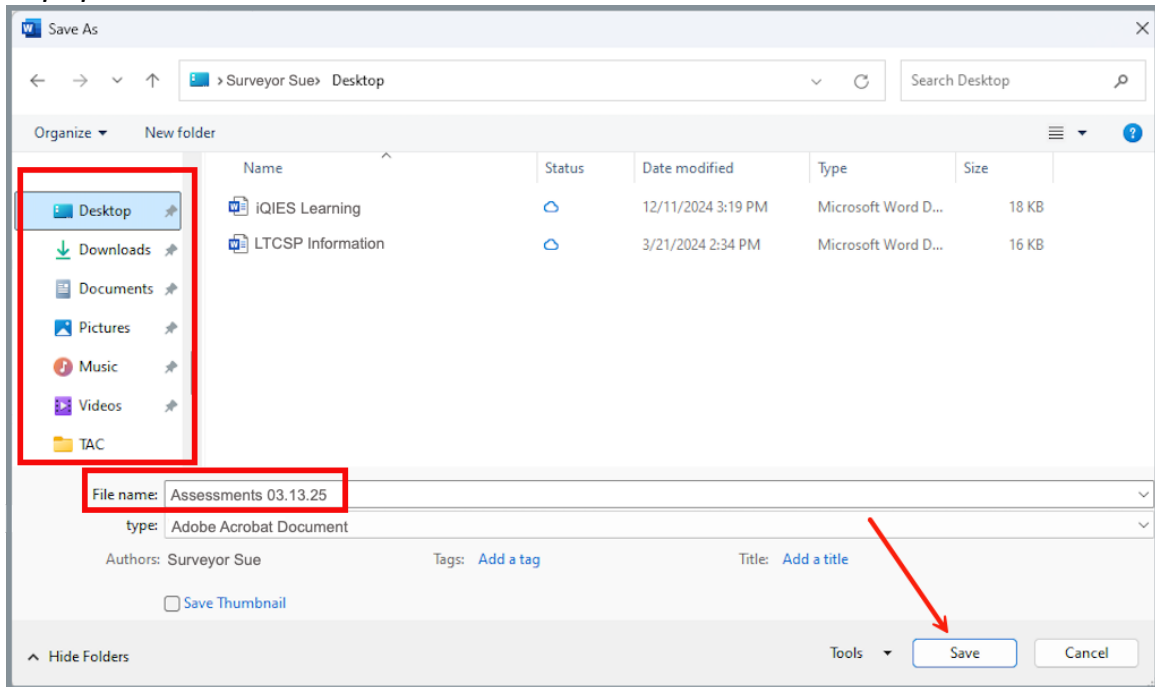 Save As
> Surveyor Sue> Desktop
Search Desktop
Organize
New folder
Name Status Date modified Type Size
Desktop
iQIES Learning 12/11/2024 3:19 PM Microsoft Word D... 18 KB
Downloads
LTCSP Information 3/21/2024 2:34 PM Microsoft Word D... 16 KB
Documents
Pictures
Music
Videos
TAC
File name: Assessments 03.13.25
type: Adobe Acrobat Document
Authors: Surveyor Sue Tags: Add a tag Title: Add a title
Save Thumbnail
Hide Folders Tools Save Cancel